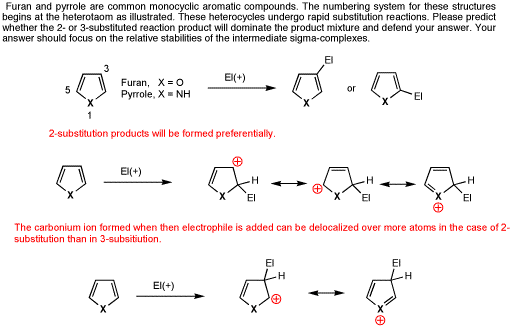 Furan and pyrrole are common monocyclic aromatic compounds. The numbering system for these structures
begins at the heterotaom as illustrated. These heterocycles undergo rapid substitution reactions. Please predict
whether the 2- or 3-substituted reaction product will dominate the product mixture and defend your answer. Your
answer should focus on the relative stabilities of the intermediate sigma-complexes.
El
3
5 Furan, X = O El(+)
Pyrrole, X = NH or
X X X El
1
2-substitution products will be formed preferentially.
⊕
El(+) H ⊕ H H
X X El X El X El
⊕
The carbonium ion formed when then electrophile is added can be delocalized over more atoms in the case of 2-
substitution than in 3-subsitiution.
El El
El(+) H H
⊕
X X X
⊕